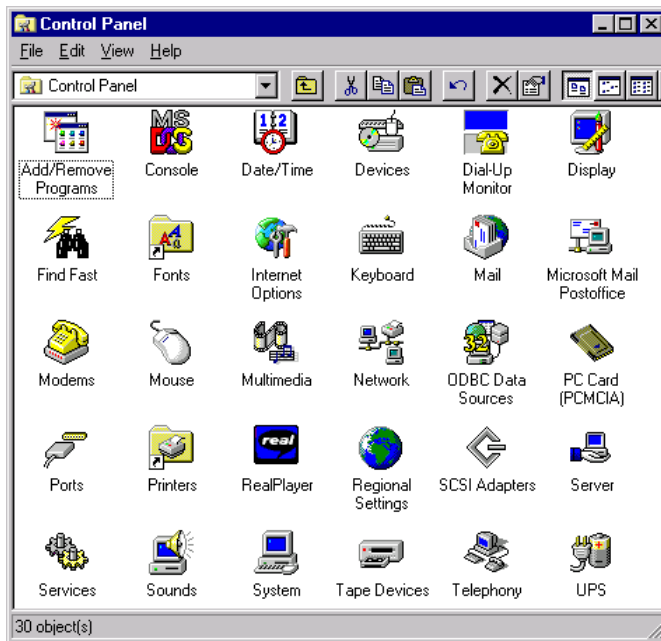 Control Panel
File Edit View Help
Control Panel
MS
DOS
1 2
Add/Remove
Programs
Console
Date/Time
Devices
Dial-Up
Monitor
Display
Find Fast
Fonts
Internet
Options
Keyboard
Mail
Microsoft Mail
Postoffice
32
Modems
Mouse
Multimedia
Network
ODBC Data
Sources
PC Card
(PCMCIA)
real
Ports
Printers
RealPlayer
Regional
Settings
SCSI Adapters
Server
Services
Sounds
System
Tape Devices
Telephony
UPS
30 object(s)